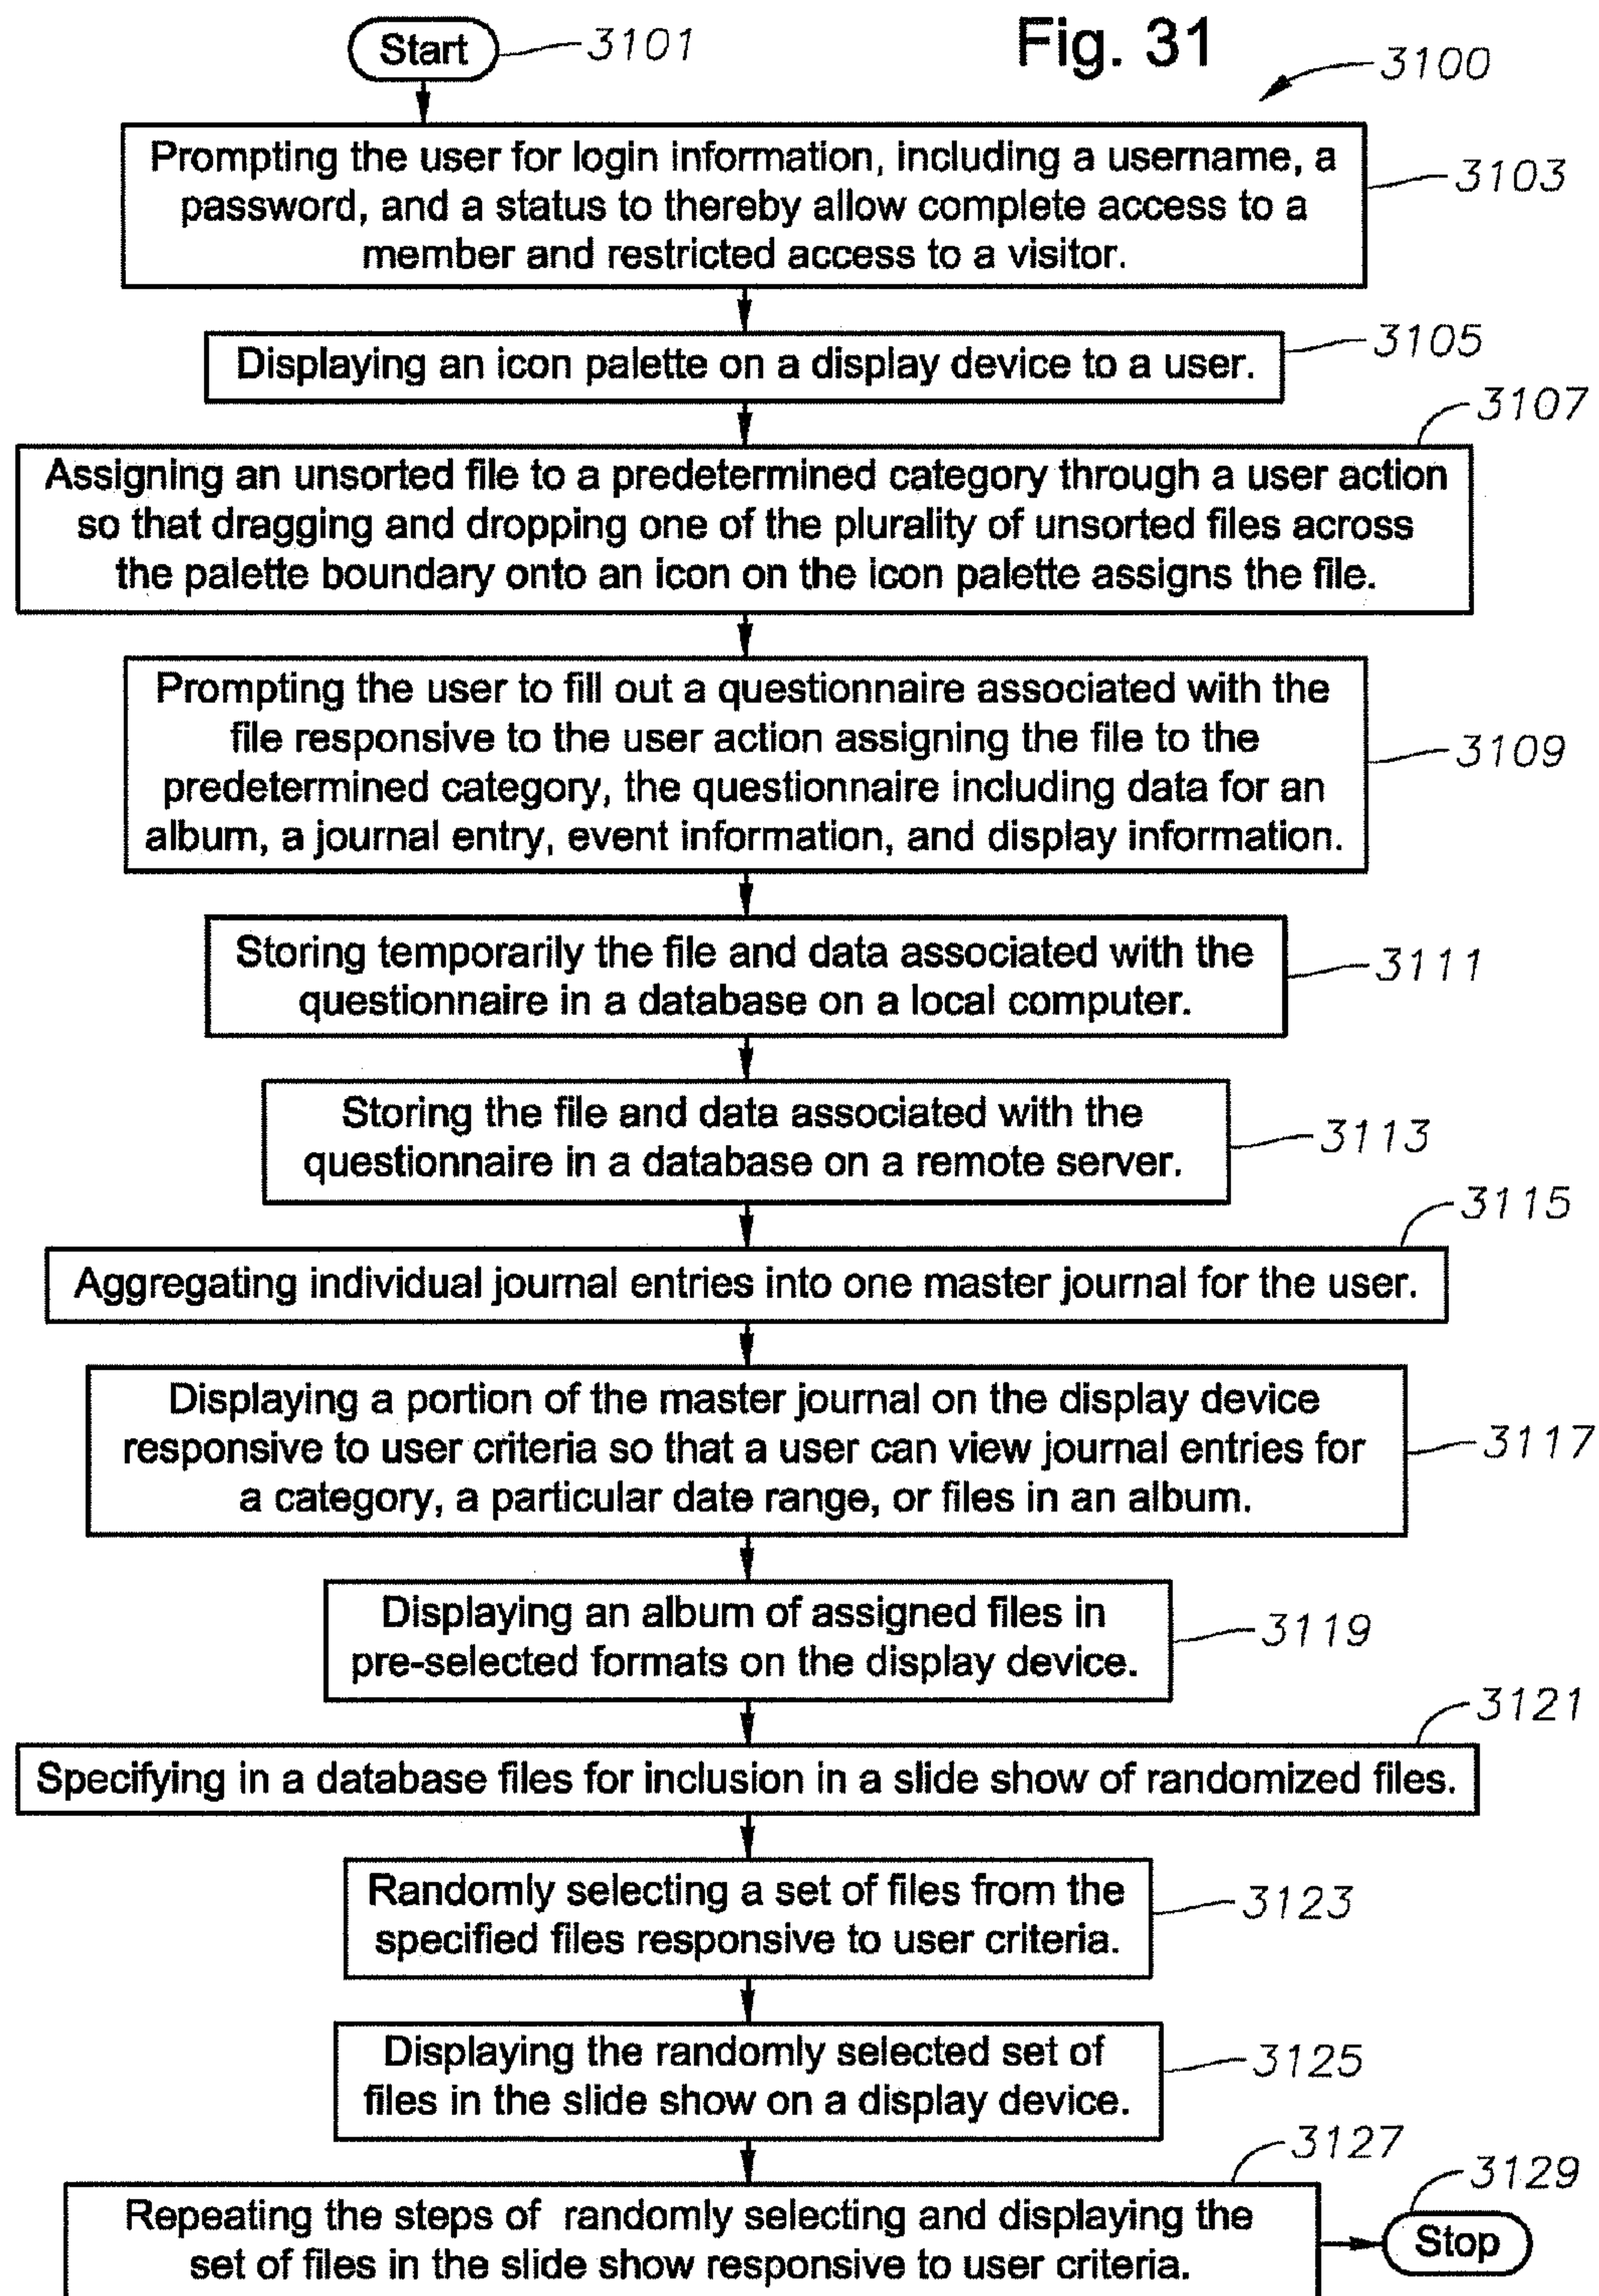 Start
3101
Fig. 31
3100
Prompting the user for login information, including a username, a
password, and a status to thereby allow complete access to a
member and restricted access to a visitor.
3103
Displaying an icon palette on a display device to a user.
3105
3107
Assigning an unsorted file to a predetermined category through a user action
so that dragging and dropping one of the plurality of unsorted files across
the palette boundary onto an icon on the icon palette assigns the file.
Prompting the user to fill out a questionnaire associated with the
file responsive to the user action assigning the file to the
predetermined category, the questionnaire including data for an
album, a journal entry, event information, and display information.
3109
Storing temporarily the file and data associated with the
questionnaire in a database on a local computer.
3111
Storing the file and data associated with the
questionnaire in a database on a remote server.
3113
3115
Aggregating individual journal entries into one master journal for the user.
Displaying a portion of the master journal on the display device
responsive to user criteria so that a user can view journal entries for
a category, a particular date range, or files in an album.
3117
Displaying an album of assigned files in
pre-selected formats on the display device.
3119
3121
Specifying in a database files for inclusion in a slide show of randomized files.
Randomly selecting a set of files from the
specified files responsive to user criteria.
3123
Displaying the randomly selected set of
files in the slide show on a display device.
3125
3127
Repeating the steps of randomly selecting and displaying the
set of files in the slide show responsive to user criteria.
3129
Stop